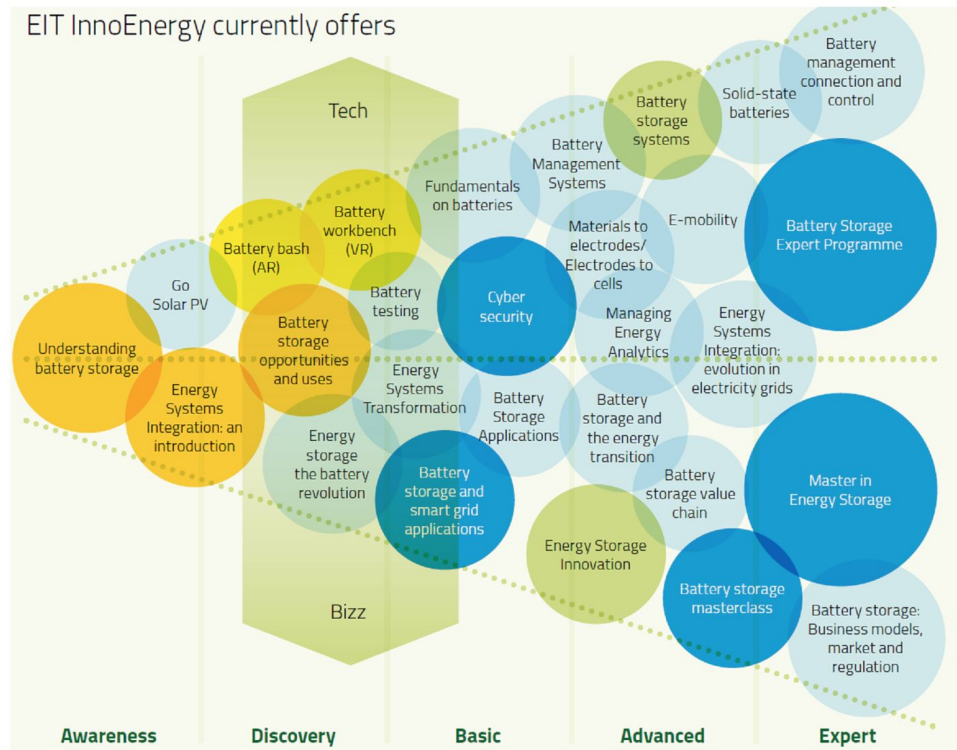 EIT InnoEnergy currently offers
Tech
Battery
management
connection and
control
Solid-state
batteries
Battery
storage
systems
Battery
Management
Systems
Fundamentals
on batteries
E-mobility
Battery Storage
Expert Programme
Battery
workbench
(VR)
Battery bash
(AR)
Materials to
electrodes/
Electrodes to
cells
Go
Solar PV
Battery
testing
Cyber
security
Managing
Energy
Analytics
Energy
Systems
Integration:
evolution in
electricity grids
Understanding
battery storage
Battery
storage
opportunities
and uses
Energy
Systems
Transformation
Energy
Systems
Integration: an
introduction
Battery
Storage
Applications
Battery
storage and
the energy
transition
Energy
storage
the battery
revolution
Battery
storage and
smart grid
applications
Battery
storage value
chain
Master in
Energy Storage
Energy Storage
Innovation
Battery storage
masterclass
Battery storage:
Business models,
market and
regulation
Bizz
Awareness
Discovery
Basic
Advanced
Expert